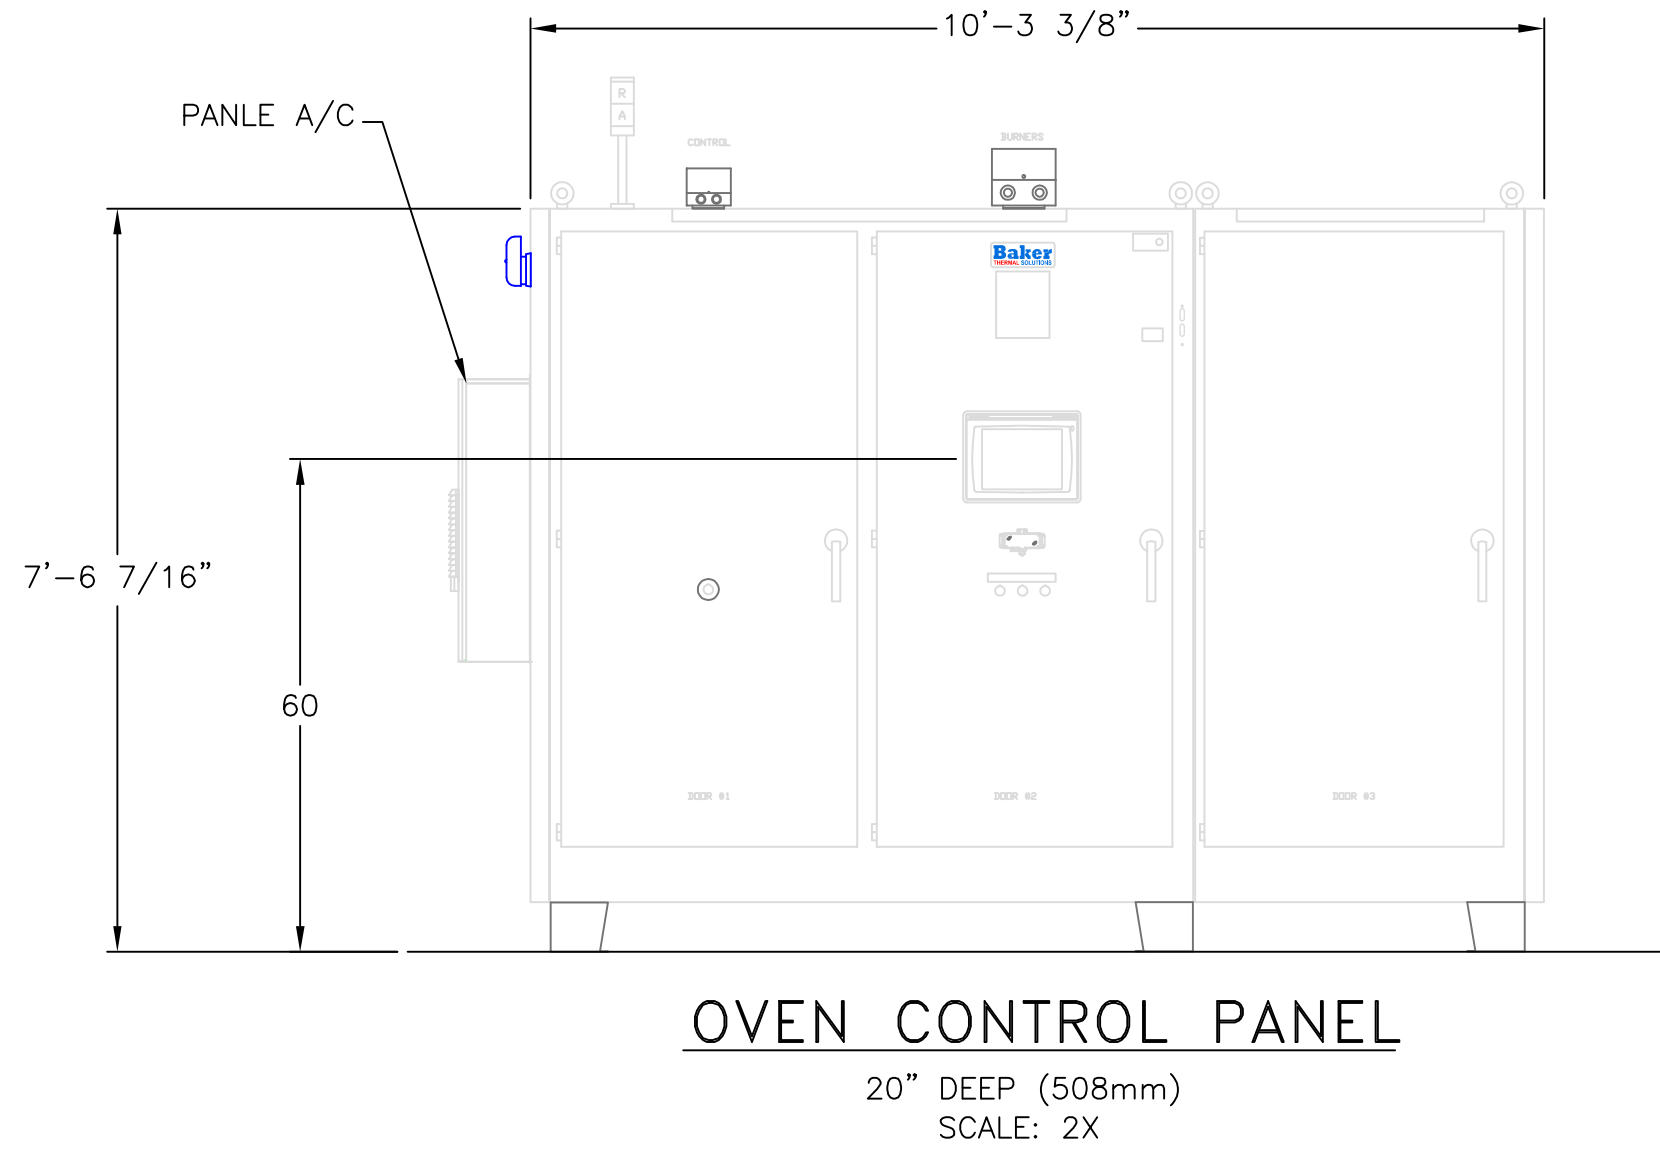 10'-3 3/8"
PANLE A/C
R
A
CONTROL
BURNERS
Baker
THERMAL SOLUTIONS
7'-6 7/16"
60
DOOR #1
DOOR #2
DOOR #3
OVEN CONTROL PANEL
20" DEEP (508mm)
SCALE: 2X